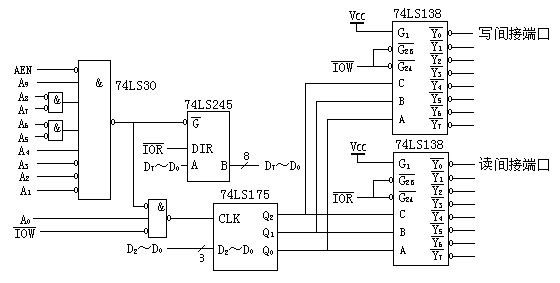 74LS138
Vcc
G1
Y0
写间接端口
G2B
Y1
IOW
G2A
Y2
C
Y3
B
Y4
Y5
A
Y6
Y7
AEN
A9
A8
A7
A6
A5
A4
A3
A2
A1
&
&
&
74LS30
74LS245
G
IOR
DIR
D7~D0
A
B
8
D7~D0
74LS138
Vcc
G1
Y0
读间接端口
G2B
Y1
IOR
G2A
Y2
C
Y3
B
Y4
Y5
A
Y6
Y7
74LS175
A0
IOW
&
CLK
Q2
Q1
D2~D0
3
D2~D0
Q0